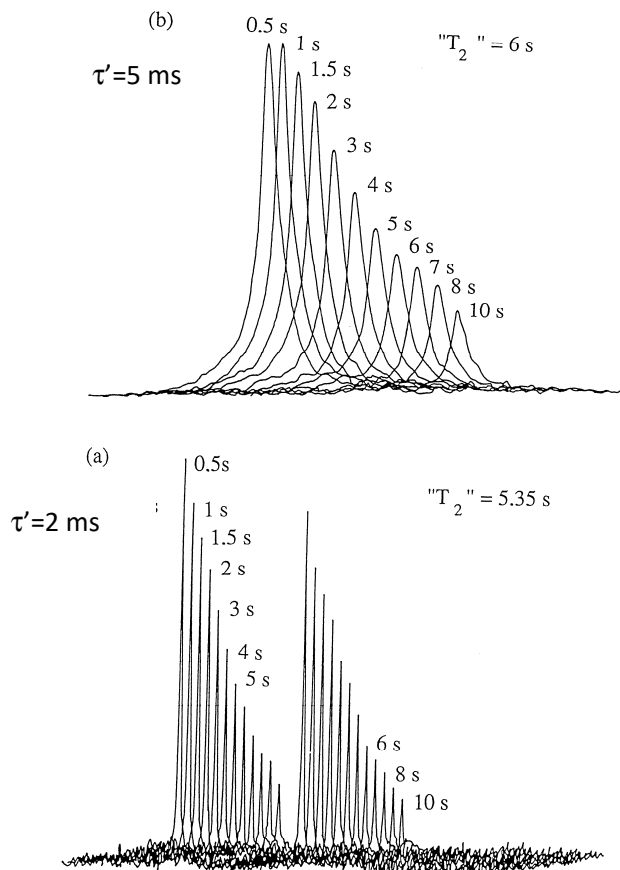 (b)
τ'=5 ms
0.5 s
1 s
"T2 " = 6 s
1.5 s
2 s
3 s
4 s
5 s
6 s
7 s
8 s
10 s
(a)
τ'=2 ms
0.5s
"T2 " = 5.35 s
1 s
1.5 s
2 s
3 s
4 s
5 s
6 s
8 s
10 s